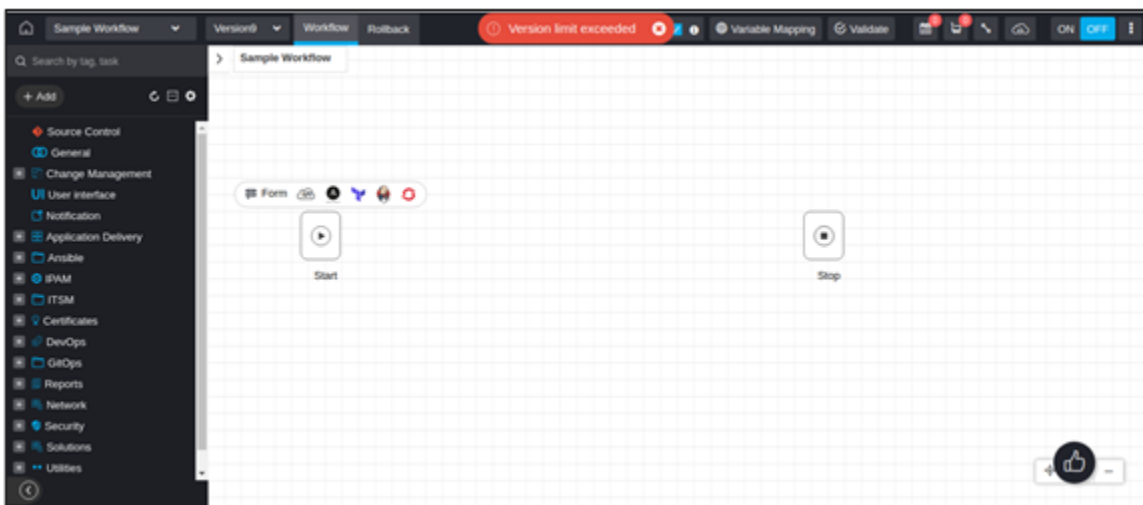 Sample Workflow
Version9
Workflow
Rollback
Version limit exceeded
Variable Mapping
Validate
ON
OFF
Search by tag, task
Sample Workflow
+ Add
Source Control
General
Change Management
UI User interface
Notification
Application Delivery
Ansible
IPAM
ITSM
Certificates
DevOps
GitOps
Reports
Network
Security
Solutions
Utilities
Form
Start
Stop